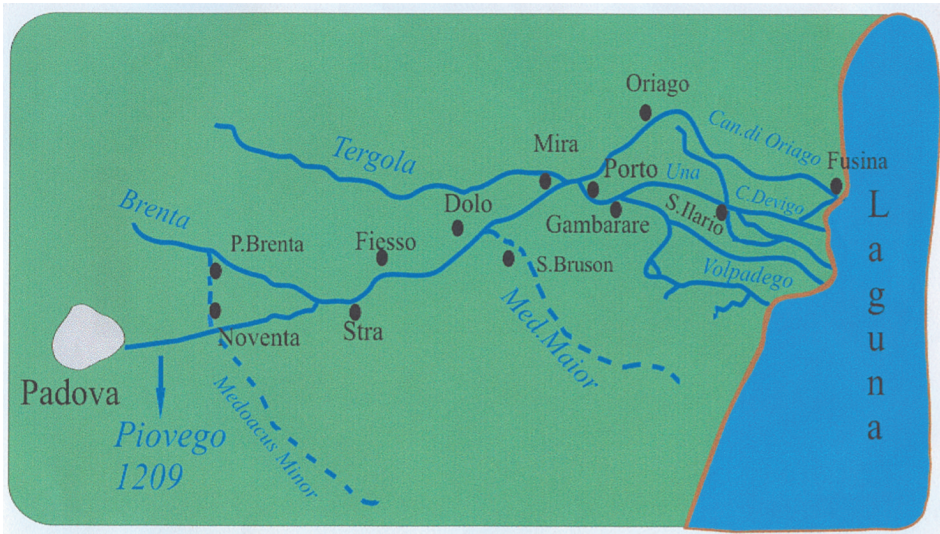 Oriago
Can.di Oriago
Mira
Tergola
Porto
Una
Fusina
Brenta
Dolo
C.Devigo
S.Ilario
Gambarare
P.Brenta
Fiesso
S.Bruson
Volpadego
Med.Maior
Noventa
Stra
Padova
Medoacus Minor
Piovego
1209
Laguna